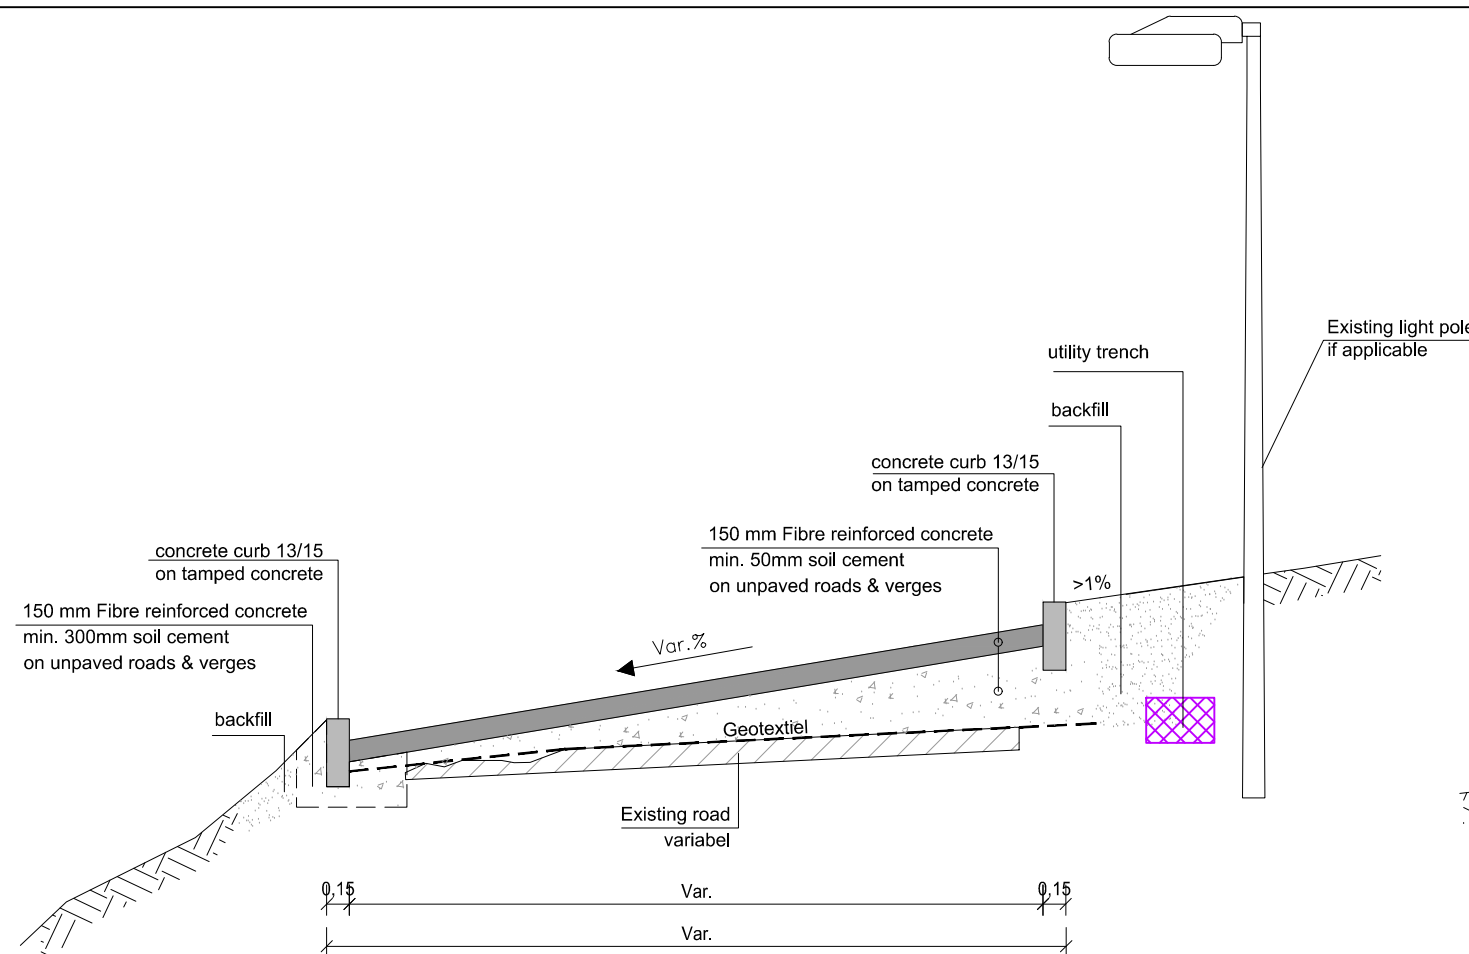 Existing light pole
if applicable
utility trench
backfill
concrete curb 13/15
on tamped concrete
150 mm Fibre reinforced concrete
min. 50mm soil cement
on unpaved roads & verges
>1%
concrete curb 13/15
on tamped concrete
150 mm Fibre reinforced concrete
min. 300mm soil cement
on unpaved roads & verges
Var.%
backfill
Geotextiel
Existing road
variabel
0,15
Var.
0,15
Var.